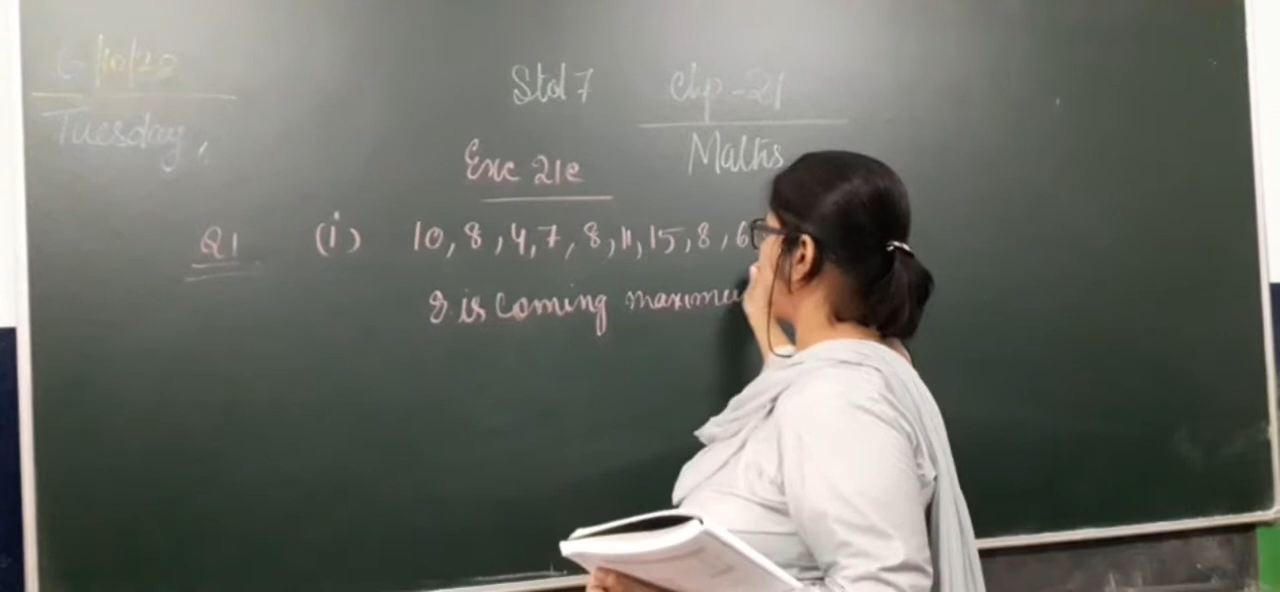 6/10/20
Tuesday,
Std 7 Chp-21
Maths
Exc 21e
Q1 (i) 10, 8, 4, 7, 8, 11, 15, 8, 6
8 is coming maximu